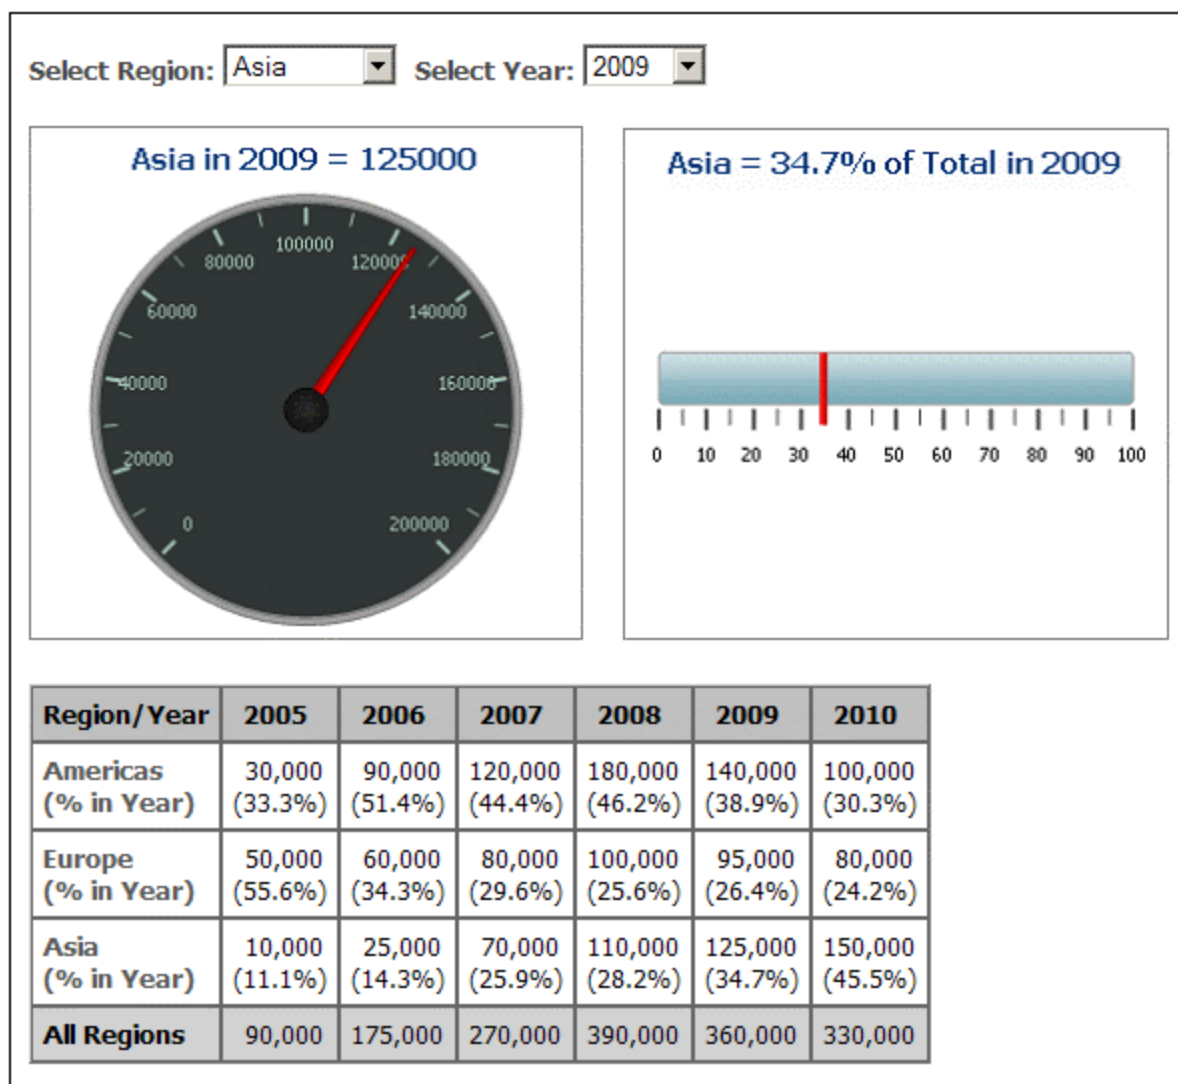 Select Region: Asia Select Year: 2009
Asia in 2009 = 125000
100000
80000 120000
60000 140000
40000 160000
20000 180000
0 200000
Asia = 34.7% of Total in 2009
0 10 20 30 40 50 60 70 80 90 100
Region/Year 2005 2006 2007 2008 2009 2010
Americas 30,000 90,000 120,000 180,000 140,000 100,000
(% in Year) (33.3%) (51.4%) (44.4%) (46.2%) (38.9%) (30.3%)
Europe 50,000 60,000 80,000 100,000 95,000 80,000
(% in Year) (55.6%) (34.3%) (29.6%) (25.6%) (26.4%) (24.2%)
Asia 10,000 25,000 70,000 110,000 125,000 150,000
(% in Year) (11.1%) (14.3%) (25.9%) (28.2%) (34.7%) (45.5%)
All Regions 90,000 175,000 270,000 390,000 360,000 330,000